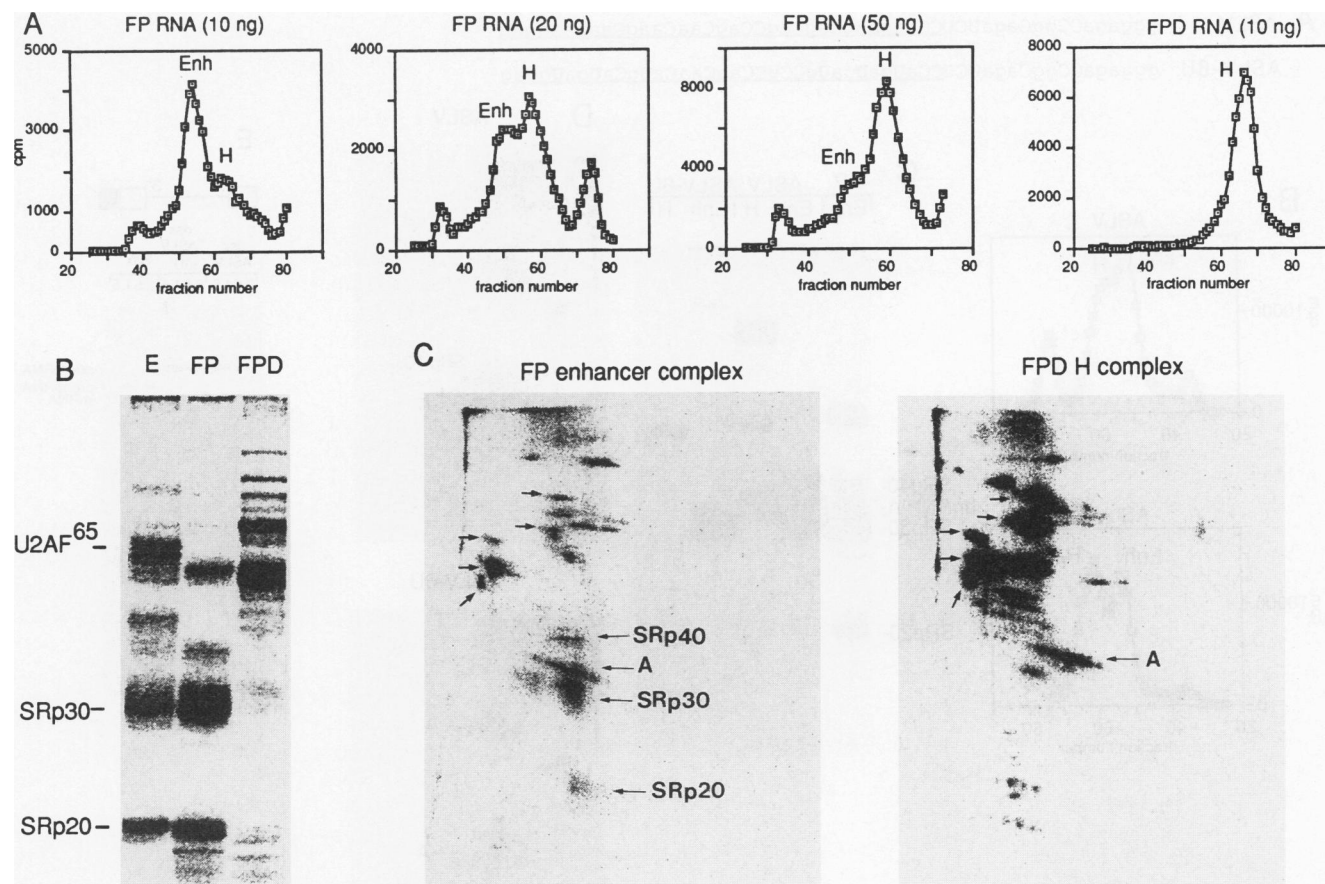 A
FP RNA (10 ng)
FP RNA (20 ng)
FP RNA (50 ng)
FPD RNA (10 ng)
cpm
5000
3000
1000
0
20
40
60
80
fraction number
Enh
H
4000
2000
0
20
40
60
80
fraction number
Enh
H
8000
4000
0
20
40
60
80
fraction number
Enh
H
8000
6000
4000
2000
0
20
40
60
80
fraction number
H
B
E FP FPD
U2AF65
SRp30
SRp20
C
FP enhancer complex
SRp40
A
SRp30
SRp20
FPD H complex
A